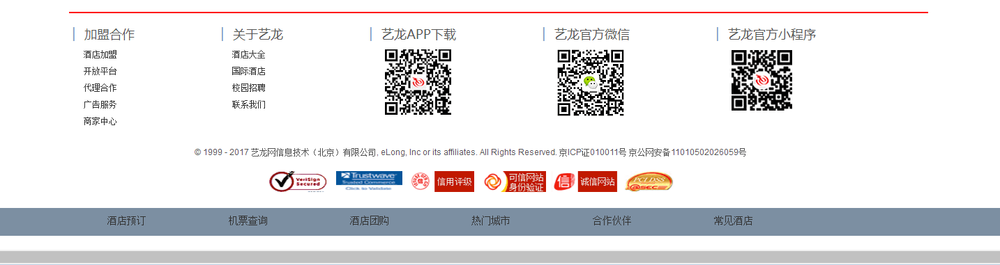 加盟合作
酒店加盟
开放平台
代理合作
广告服务
商家中心
关于艺龙
酒店大全
国际酒店
校园招聘
联系我们
艺龙APP下载
艺龙官方微信
艺龙官方小程序
© 1999 - 2017 艺龙网信息技术（北京）有限公司, eLong, Inc or its affiliates. All Rights Reserved. 京ICP证010011号 京公网安备11010502026059号
VeriSign
Secured
Trustwave
Trusted Commerce
Click to Validate
信用评级
可信网站
身份验证
诚信网站
PCI.DSS
@SEC
酒店预订 机票查询 酒店团购 热门城市 合作伙伴 常见酒店